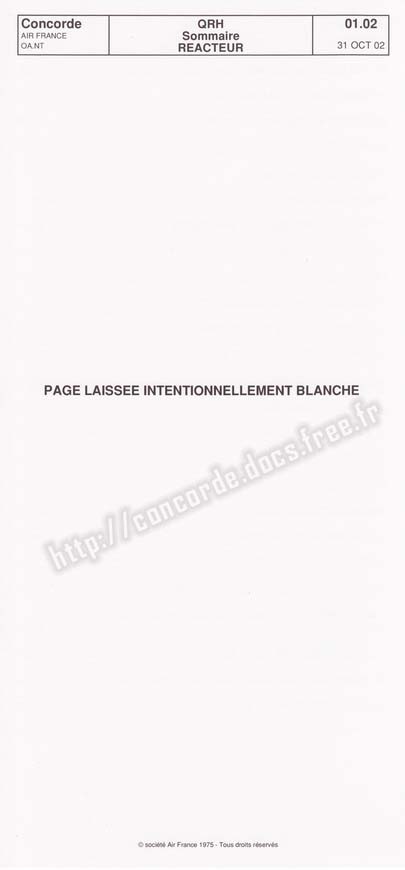 Concorde
AIR FRANCE
OA.NT
QRH
Sommaire
REACTEUR
01.02
31 OCT 02
PAGE LAISSEE INTENTIONNELLEMENT BLANCHE
http://concorde.docs.free.fr
© société Air France 1975 - Tous droits réservés